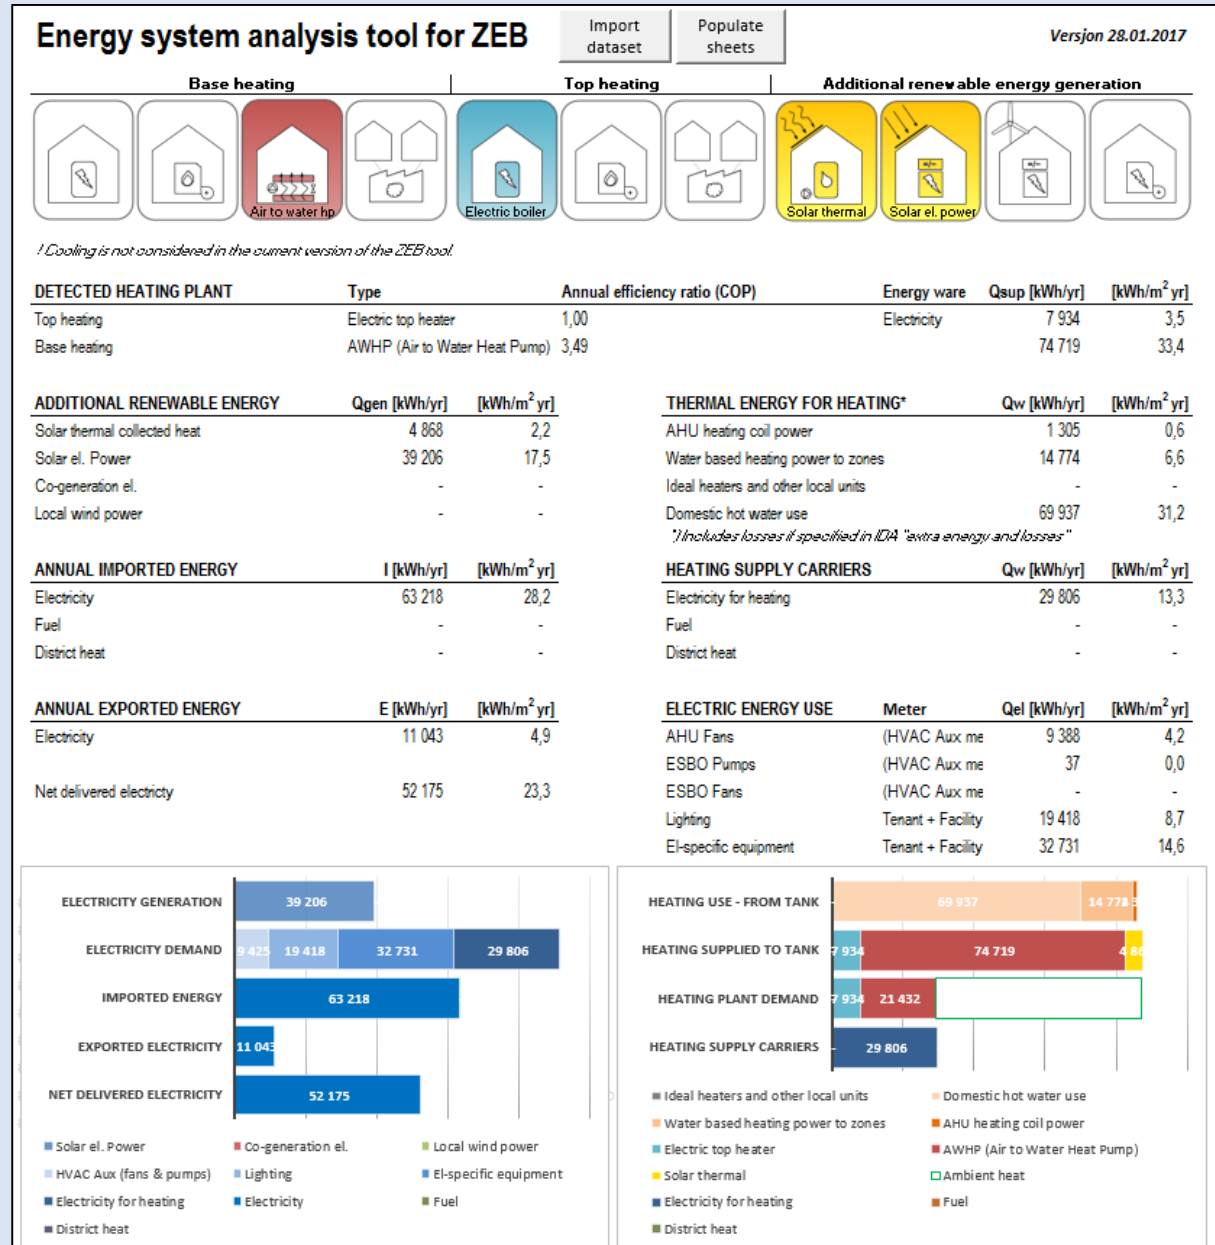 Energy system analysis tool for ZEB
Import dataset
Populate sheets
Versjon 28.01.2017
Base heating Top heating Additional renewable energy generation
Air to water hp Electric boiler Solar thermal Solar el. power
! Cooling is not considered in the current version of the ZEB tool.
DETECTED HEATING PLANT Type Annual efficiency ratio (COP) Energy ware Qsup [kWh/yr] [kWh/m² yr]
Top heating Electric top heater 1,00 Electricity 7 934 3,5
Base heating AWHP (Air to Water Heat Pump) 3,49 74 719 33,4
ADDITIONAL RENEWABLE ENERGY Qgen [kWh/yr] [kWh/m² yr]
Solar thermal collected heat 4 868 2,2
Solar el. Power 39 206 17,5
Co-generation el. - -
Local wind power - -
THERMAL ENERGY FOR HEATING* Qw [kWh/yr] [kWh/m² yr]
AHU heating coil power 1 305 0,6
Water based heating power to zones 14 774 6,6
Ideal heaters and other local units - -
Domestic hot water use 69 937 31,2
*) Includes losses if specified in IDA "extra energy and losses"
ANNUAL IMPORTED ENERGY I [kWh/yr] [kWh/m² yr]
Electricity 63 218 28,2
Fuel - -
District heat - -
HEATING SUPPLY CARRIERS Qw [kWh/yr] [kWh/m² yr]
Electricity for heating 29 806 13,3
Fuel - -
District heat - -
ANNUAL EXPORTED ENERGY E [kWh/yr] [kWh/m² yr]
Electricity 11 043 4,9
Net delivered electricty 52 175 23,3
ELECTRIC ENERGY USE Meter Qel [kWh/yr] [kWh/m² yr]
AHU Fans (HVAC Aux me 9 388 4,2
ESBO Pumps (HVAC Aux me 37 0,0
ESBO Fans (HVAC Aux me - -
Lighting Tenant + Facility 19 418 8,7
El-specific equipment Tenant + Facility 32 731 14,6
ELECTRICITY GENERATION 39 206
ELECTRICITY DEMAND 9 425 19 418 32 731 29 806
IMPORTED ENERGY 63 218
EXPORTED ELECTRICITY 11 043
NET DELIVERED ELECTRICITY 52 175
Solar el. Power Co-generation el. Local wind power
HVAC Aux (fans & pumps) Lighting El-specific equipment
Electricity for heating Electricity Fuel
District heat
HEATING USE - FROM TANK - 69 937 14 774
HEATING SUPPLIED TO TANK 7 934 74 719 4 86
HEATING PLANT DEMAND 7 934 21 432
HEATING SUPPLY CARRIERS - 29 806
Ideal heaters and other local units Domestic hot water use
Water based heating power to zones AHU heating coil power
Electric top heater AWHP (Air to Water Heat Pump)
Solar thermal Ambient heat
Electricity for heating Fuel
District heat